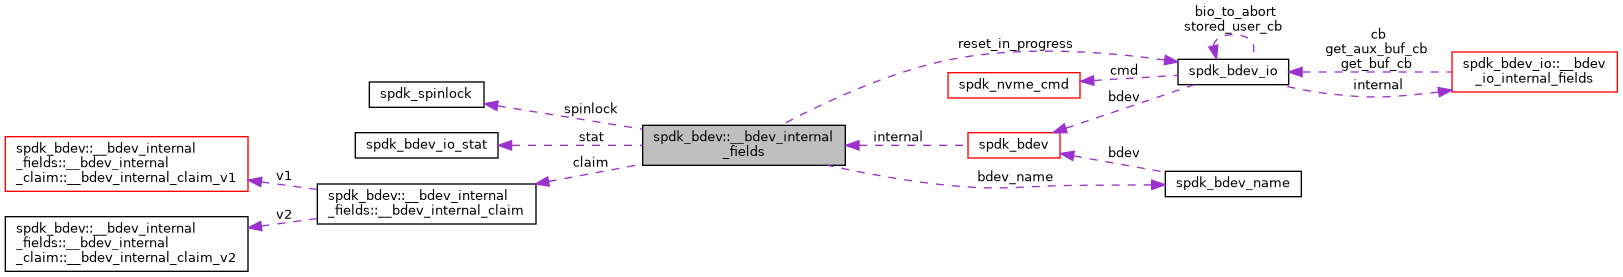 bio_to_abort
stored_user_cb
cb
get_aux_buf_cb
get_buf_cb
reset_in_progress
spdk_bdev_io
spdk_bdev_io::__bdev
_io_internal_fields
cmd
internal
spdk_nvme_cmd
spdk_spinlock
bdev
spinlock
spdk_bdev::__bdev_internal
_fields
stat
internal
spdk_bdev_io_stat
spdk_bdev
bdev
spdk_bdev::__bdev_internal
_fields::__bdev_internal
_claim::__bdev_internal_claim_v1
claim
v1
bdev_name
spdk_bdev_name
spdk_bdev::__bdev_internal
_fields::__bdev_internal_claim
v2
spdk_bdev::__bdev_internal
_fields::__bdev_internal
_claim::__bdev_internal_claim_v2